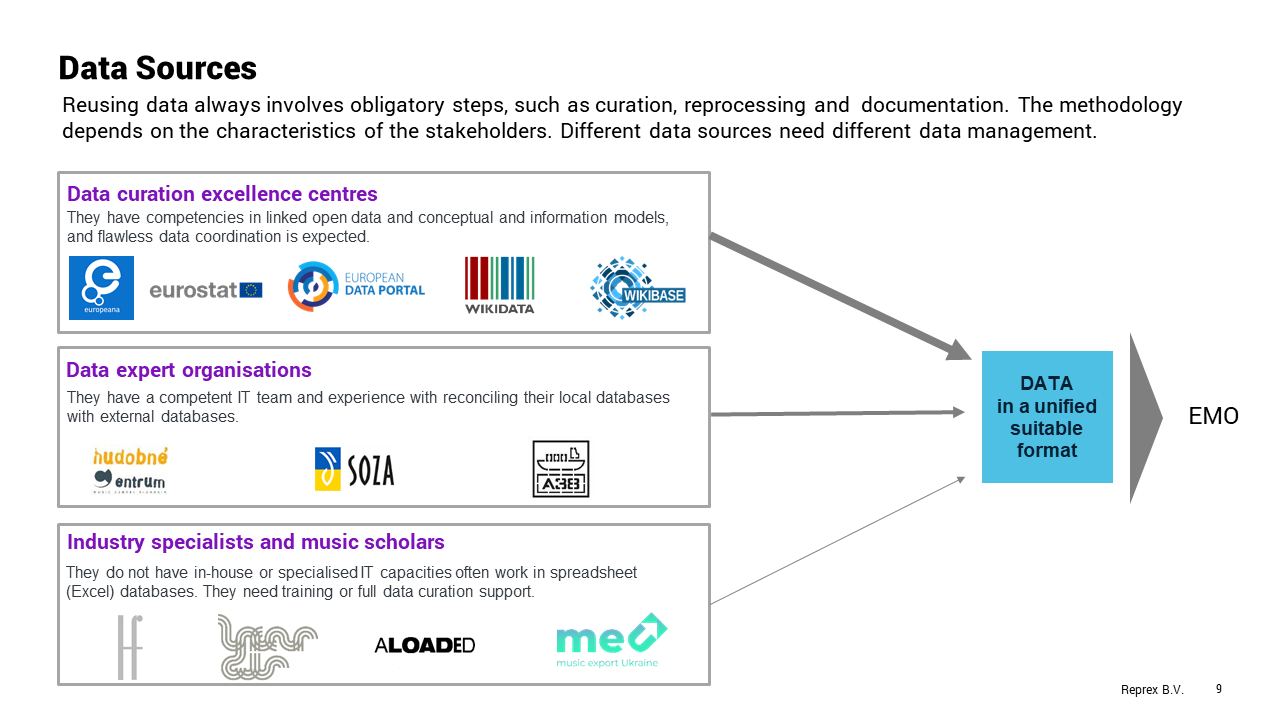 Data Sources
Reusing data always involves obligatory steps, such as curation, reprocessing and documentation. The methodology
depends on the characteristics of the stakeholders. Different data sources need different data management.
Data curation excellence centres
They have competencies in linked open data and conceptual and information models,
and flawless data coordination is expected.
europeana
eurostat
EUROPEAN
DATA PORTAL
WIKIDATA
WIKIBASE
Data expert organisations
They have a competent IT team and experience with reconciling their local databases
with external databases.
hudobné
centrum
SOZA
Industry specialists and music scholars
They do not have in-house or specialised IT capacities often work in spreadsheet
(Excel) databases. They need training or full data curation support.
ALOADED
meu
music export Ukraine
DATA
in a unified
suitable
format
EMO
Reprex B.V.
9